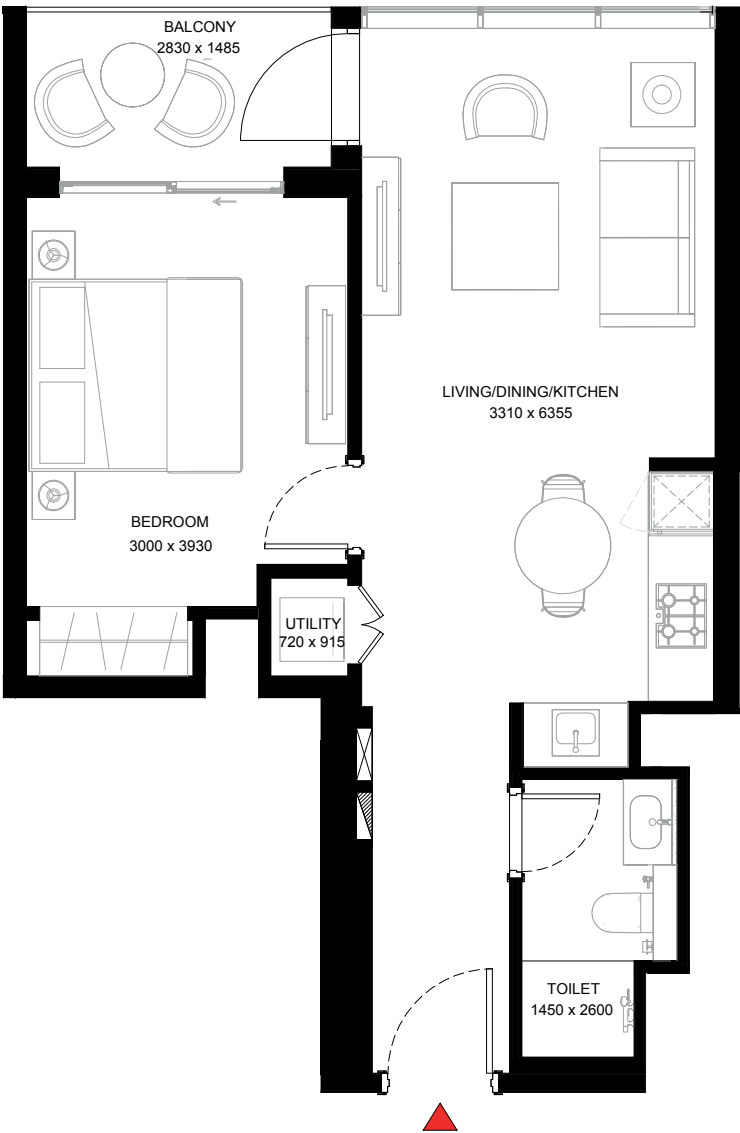 BALCONY
2830 x 1485
LIVING/DINING/KITCHEN
3310 x 6355
BEDROOM
3000 x 3930
UTILITY
720 x 915
TOILET
1450 x 2600